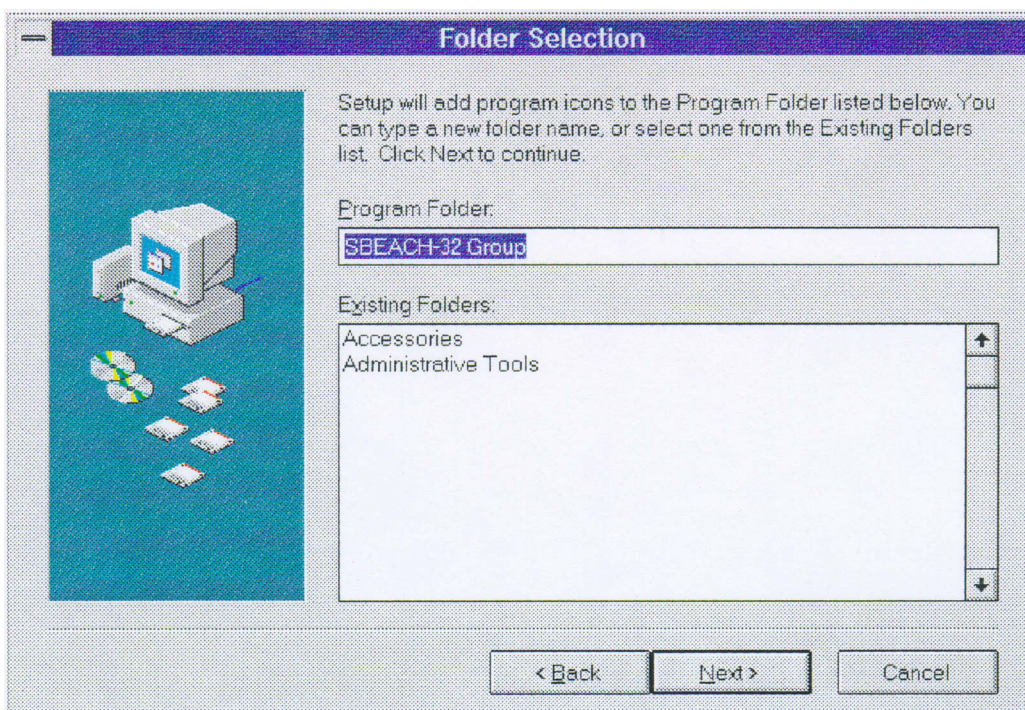 Folder Selection
Setup will add program icons to the Program Folder listed below. You
can type a new folder name, or select one from the Existing Folders
list. Click Next to continue.
Program Folder:
SBEACH-32 Group
Existing Folders:
Accessories
Administrative Tools
< Back
Next >
Cancel